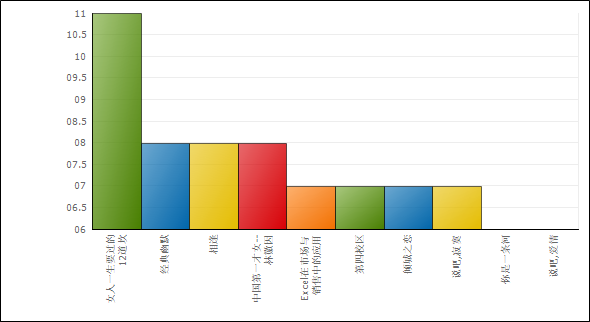 11
10.5
10
09.5
09
08.5
08
07.5
07
06.5
06
女人一生要过的
12道坎
经典幽默
相逢
中国第一才女--
林徽因
Excel在市场与
销售中的应用
第四校区
倾城之恋
说吧,寂寞
你是一条河
说吧,爱情